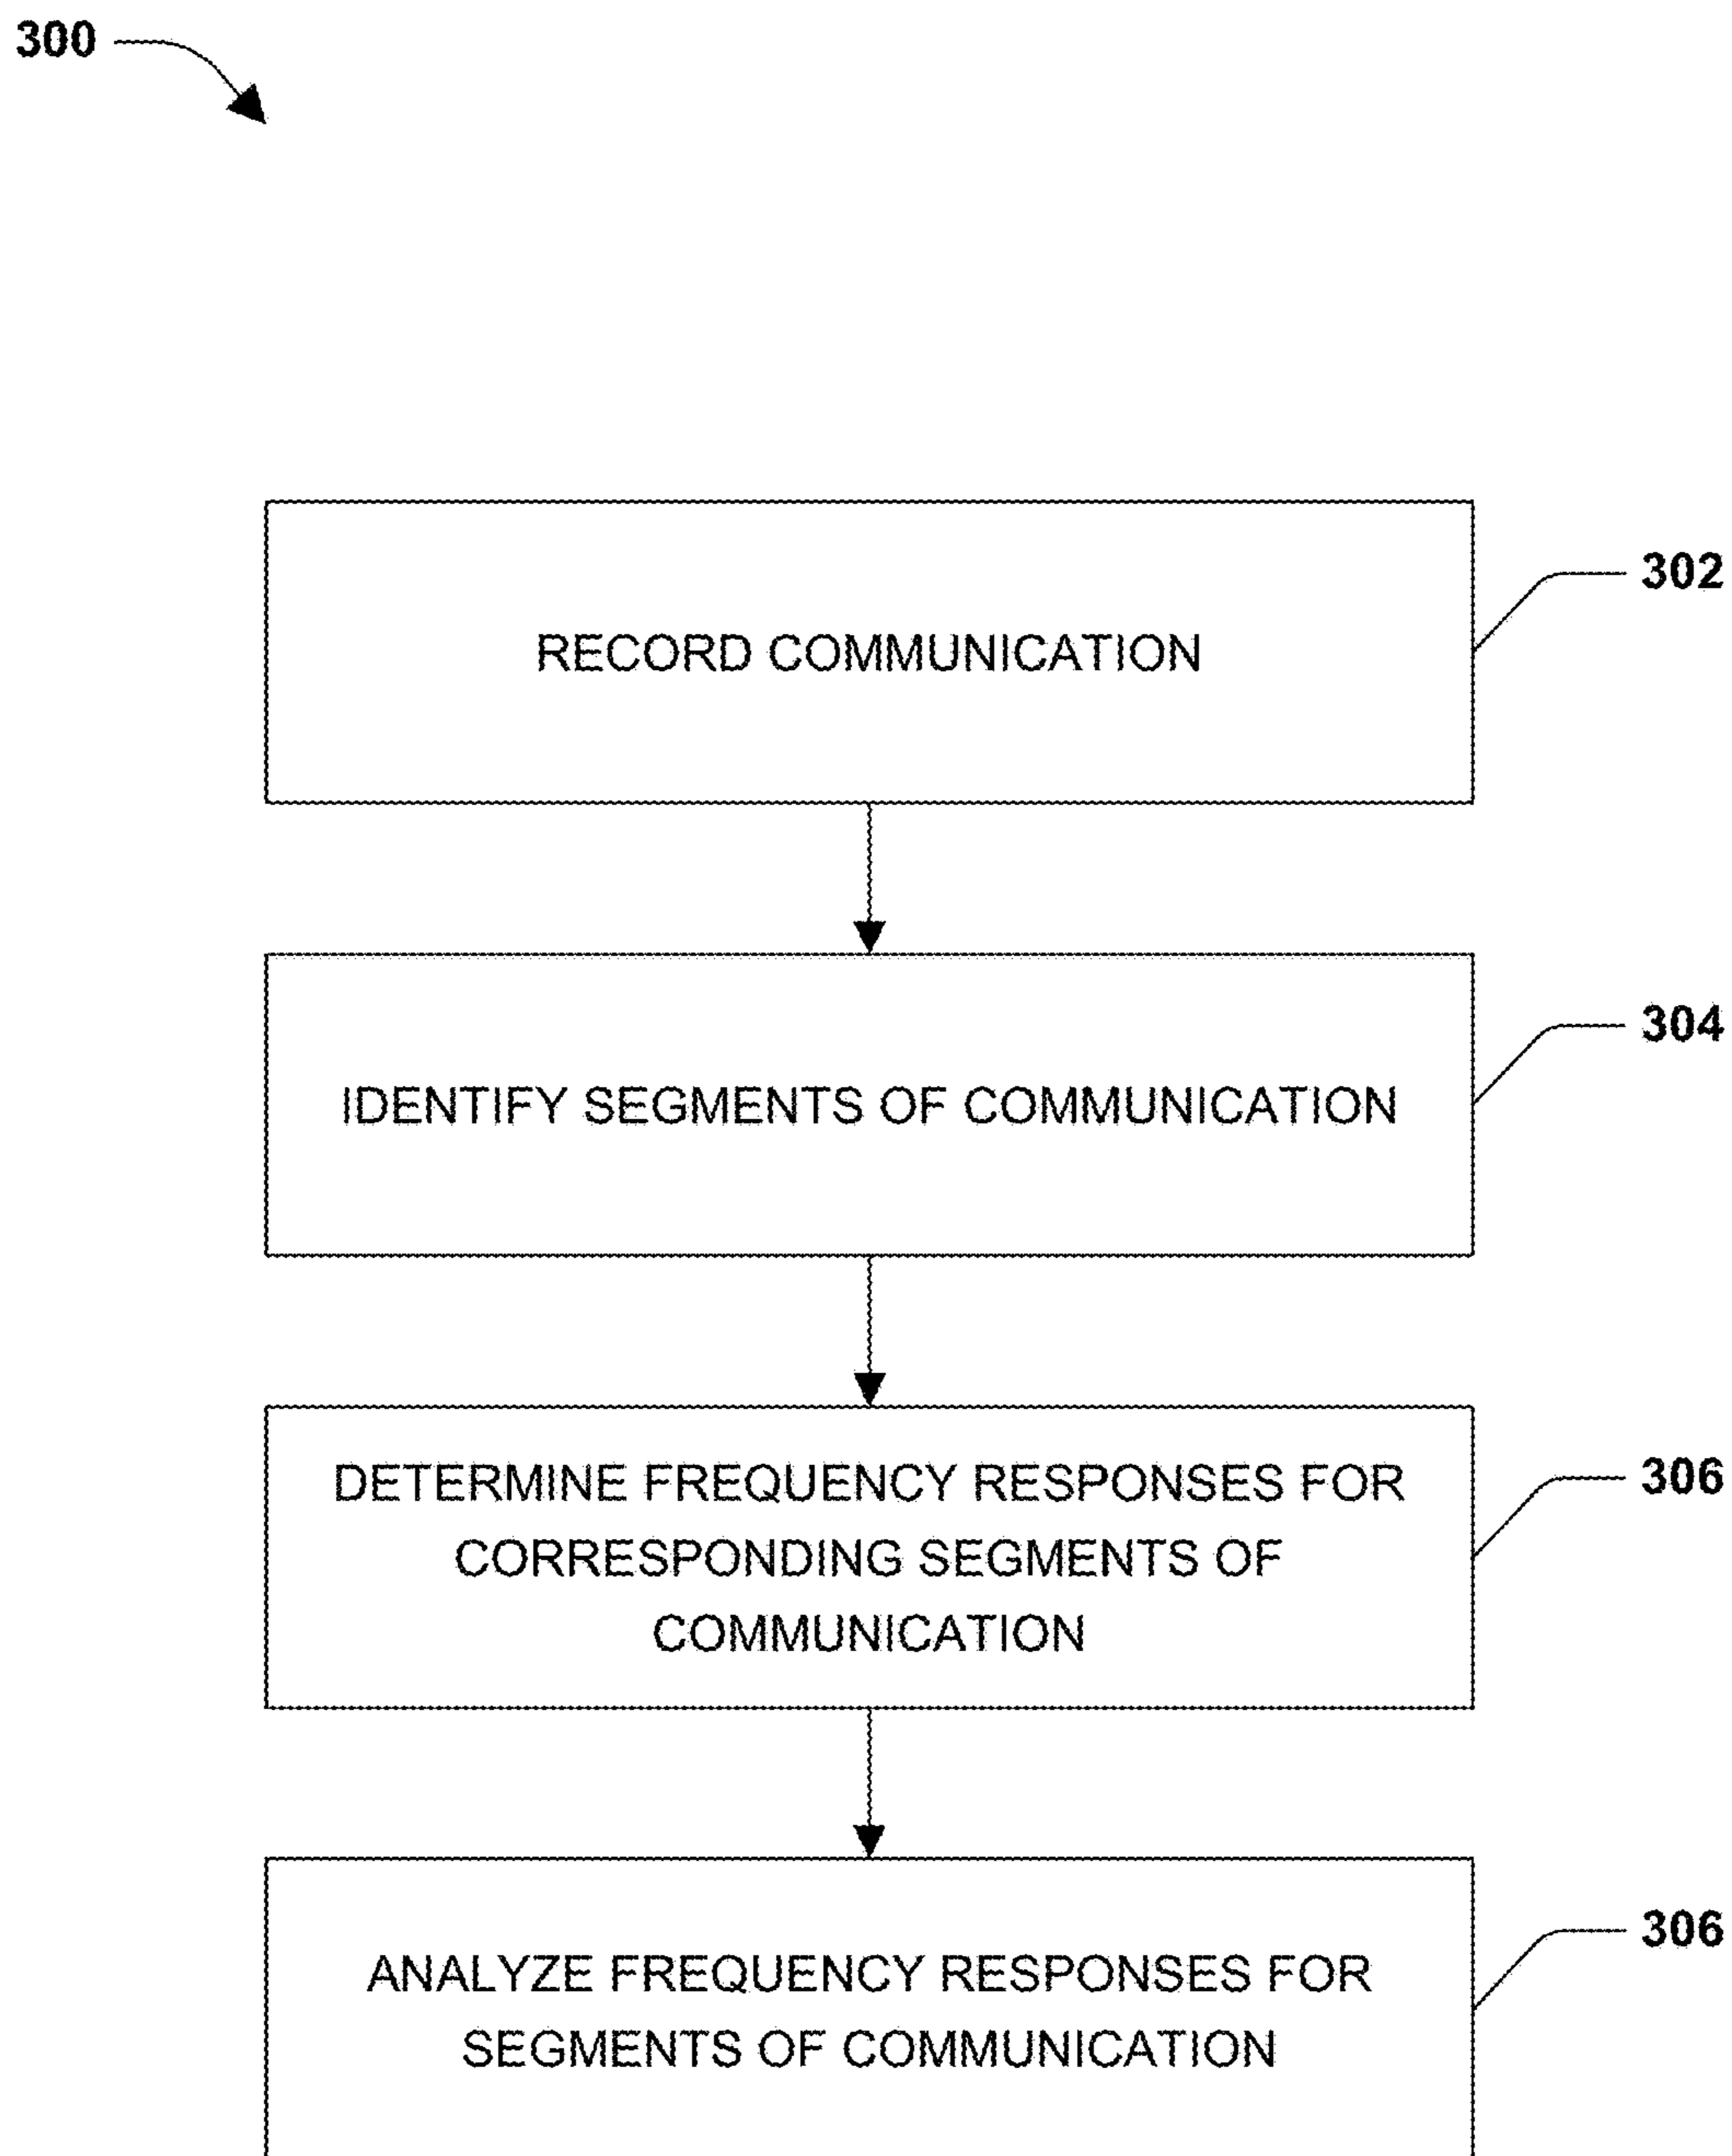 300
RECORD COMMUNICATION
302
IDENTIFY SEGMENTS OF COMMUNICATION
304
DETERMINE FREQUENCY RESPONSES FOR
CORRESPONDING SEGMENTS OF
COMMUNICATION
306
ANALYZE FREQUENCY RESPONSES FOR
SEGMENTS OF COMMUNICATION
306